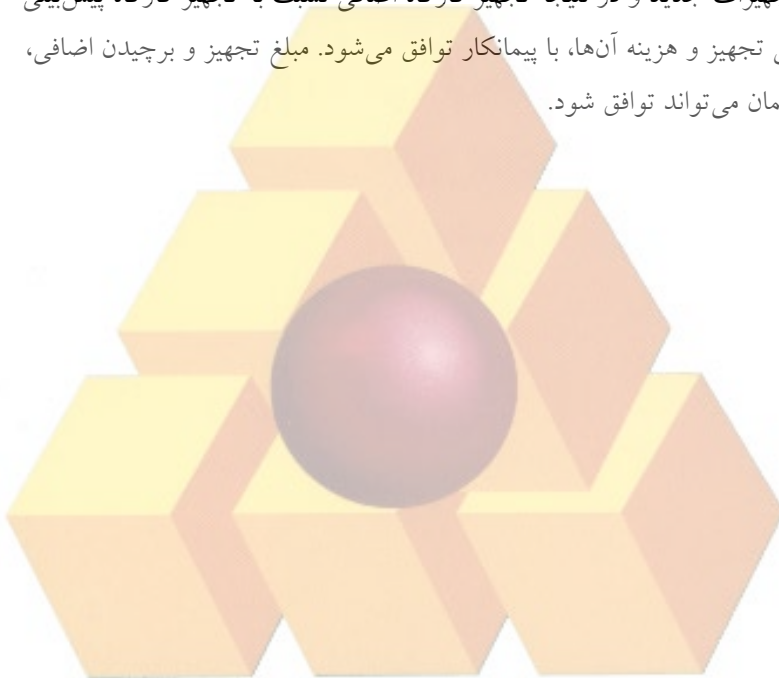 تجهیزات جدید و در نتیجه تجهیز کارگاه اضافی نسبت به تجهیز کارگاه پیش‌بینی
تجهیز و هزینه آن‌ها، با پیمانکار توافق می‌شود. مبلغ تجهیز و برچیدن اضافی،
می‌تواند توافق شود.